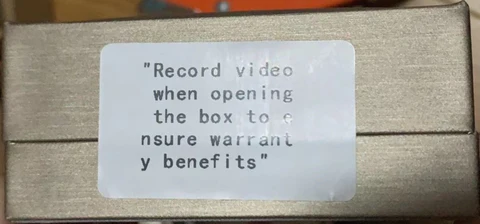 "Record video
when opening
the box to e
nsure warrant
y benefits"